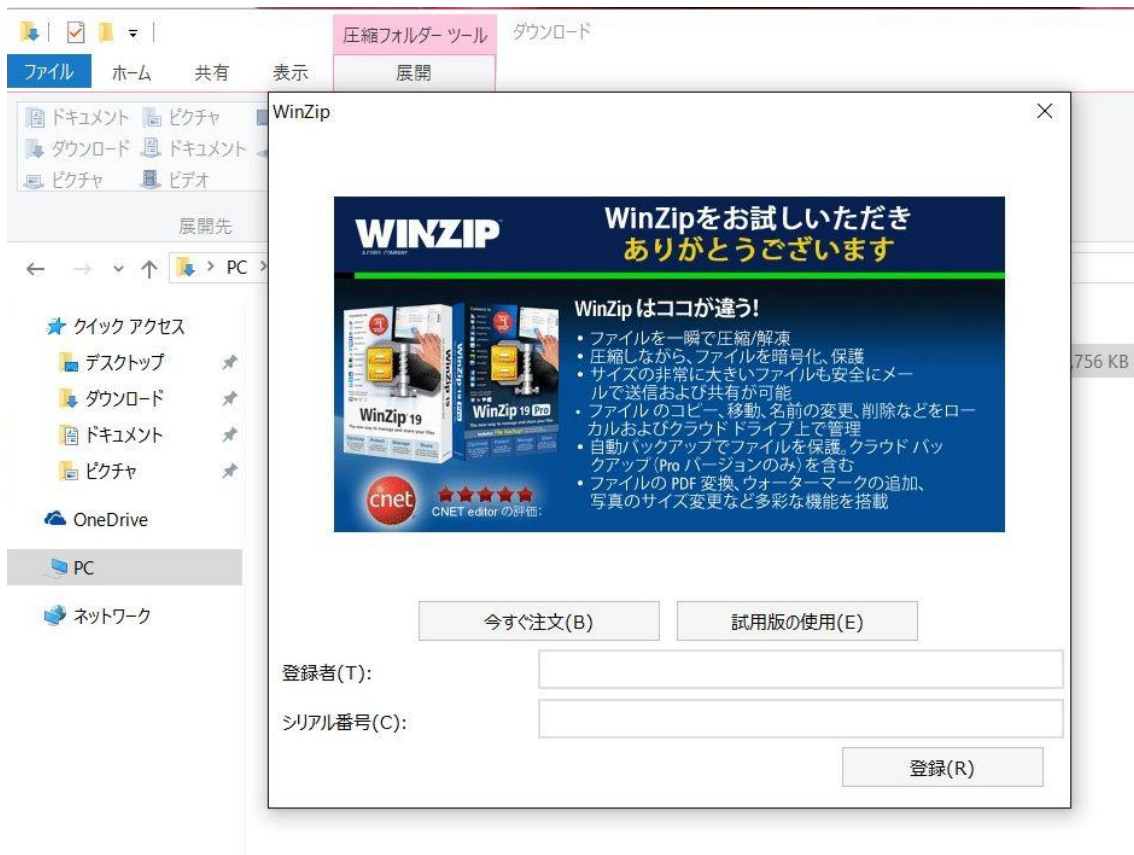 圧縮フォルダー ツール
ダウンロード
ファイル ホーム 共有 表示 展開
ドキュメント ピクチャ
ダウンロード ドキュメント
ピクチャ ビデオ
展開先
PC
クイック アクセス
デスクトップ
ダウンロード
ドキュメント
ピクチャ
OneDrive
PC
ネットワーク
,756 KB
WinZip
WINZIP
A COREL COMPANY
WinZipをお試しいただき
ありがとうございます
WinZip はココが違う!
・ファイルを一瞬で圧縮/解凍
・圧縮しながら、ファイルを暗号化、保護
・サイズの非常に大きいファイルも安全にメー
ルで送信および共有が可能
・ファイル のコピー、移動、名前の変更、削除などをロー
カルおよびクラウド ドライブ上で管理
・自動バックアップでファイルを保護。クラウド バッ
クアップ (Pro バージョンのみ) を含む
・ファイルの PDF 変換、ウォーターマークの追加、
写真のサイズ変更など多彩な機能を搭載
WinZip 19
WinZip 19 Pro
cnet
CNET editor の評価:
今すぐ注文(B)
試用版の使用(E)
登録者(T):
シリアル番号(C):
登録(R)